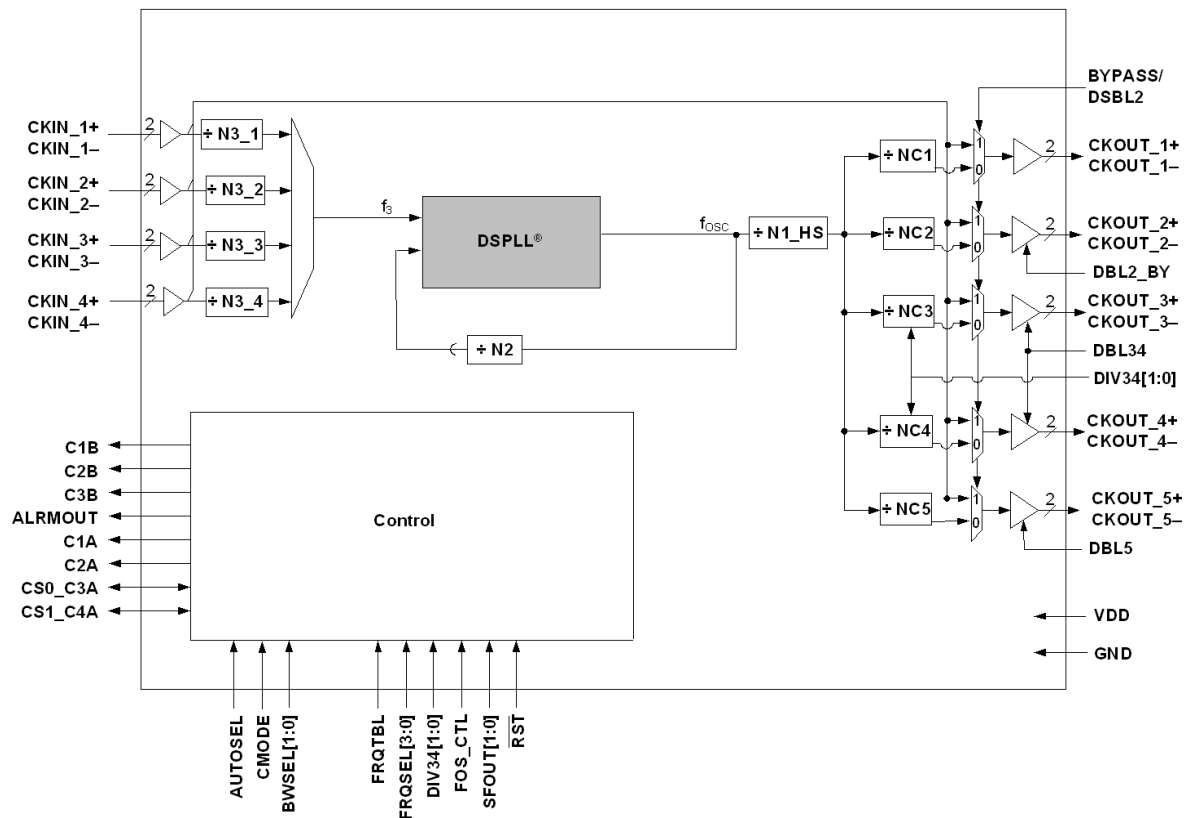 BYPASS/
DSBL2
CKIN_1+
CKIN_1–
2
÷ N3_1
CKIN_2+
CKIN_2–
2
÷ N3_2
CKIN_3+
CKIN_3–
2
÷ N3_3
CKIN_4+
CKIN_4–
2
÷ N3_4
f3
DSPLL®
fOSC
÷ N1_HS
÷ N2
÷ NC1
1
0
2
CKOUT_1+
CKOUT_1–
÷ NC2
1
0
2
CKOUT_2+
CKOUT_2–
DBL2_BY
÷ NC3
1
0
2
CKOUT_3+
CKOUT_3–
DBL34
DIV34[1:0]
÷ NC4
1
0
2
CKOUT_4+
CKOUT_4–
÷ NC5
1
0
2
CKOUT_5+
CKOUT_5–
DBL5
VDD
GND
C1B
C2B
C3B
ALRMOUT
C1A
C2A
CS0_C3A
CS1_C4A
Control
AUTOSEL
CMODE
BWSEL[1:0]
FRQTBL
FRQSEL[3:0]
DIV34[1:0]
FOS_CTL
SFOUT[1:0]
RST